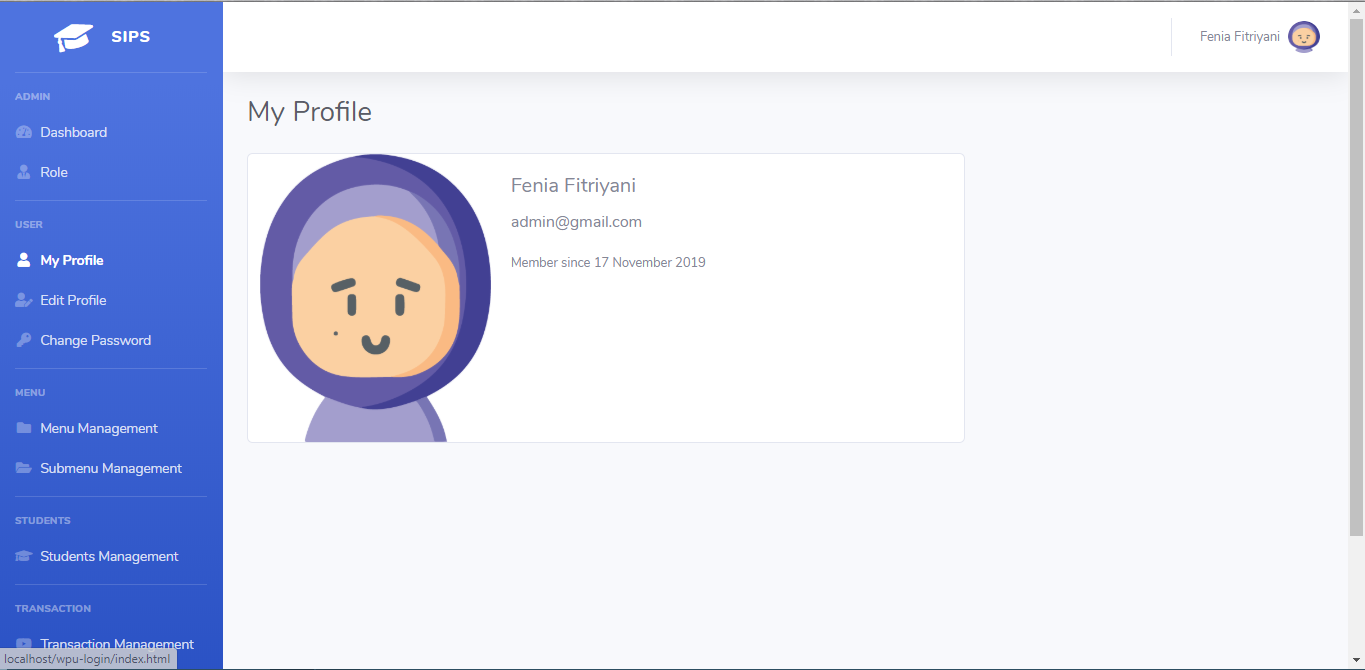 SIPS
Fenia Fitriyani
ADMIN
Dashboard
Role
USER
My Profile
Edit Profile
Change Password
MENU
Menu Management
Submenu Management
STUDENTS
Students Management
TRANSACTION
Transaction Management
localhost/wpu-login/index.html
My Profile
Fenia Fitriyani
admin@gmail.com
Member since 17 November 2019